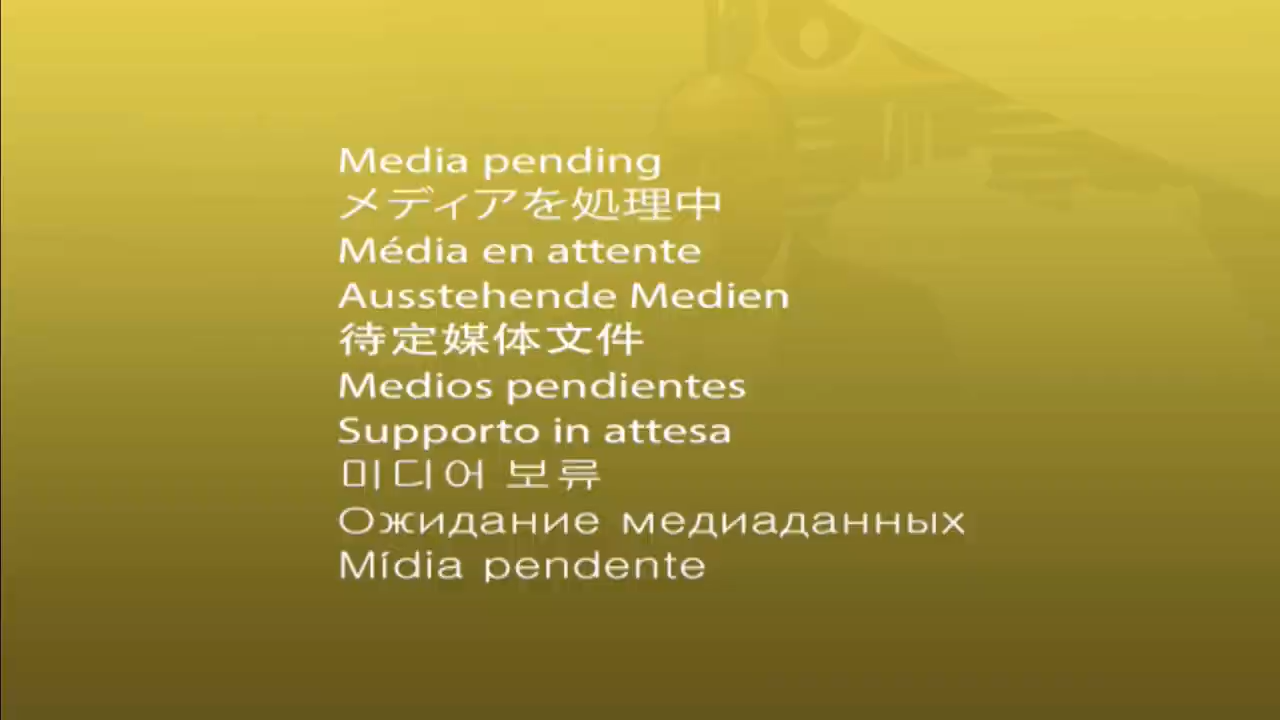 Media pending
メディアを処理中
Média en attente
Ausstehende Medien
待定媒体文件
Medios pendientes
Supporto in attesa
미디어 보류
Ожидание медиаданных
Mídia pendente